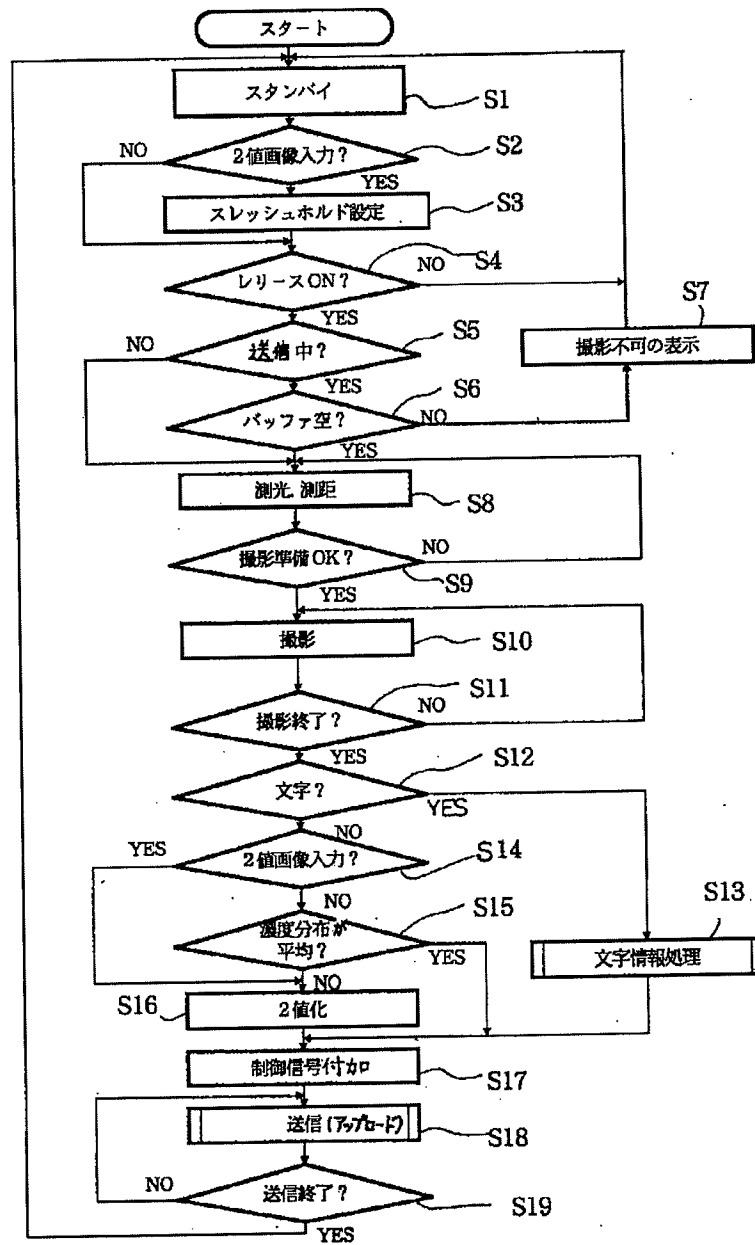 スタート
スタンバイ
S1
2値画像入力?
S2
NO
YES
スレッシュホルド設定
S3
レリースON?
S4
NO
YES
送信中?
S5
NO
YES
バッファ空?
S6
NO
YES
S7
撮影不可の表示
測光、測距
S8
撮影準備OK?
NO
S9
YES
撮影
S10
撮影終了?
S11
NO
YES
文字?
S12
YES
NO
2値画像入力?
YES
S14
NO
濃度分布が
平均?
S15
YES
NO
S13
文字情報処理
S16
2値化
制御信号付加
S17
送信(アップロード)
S18
送信終了?
NO
S19
YES